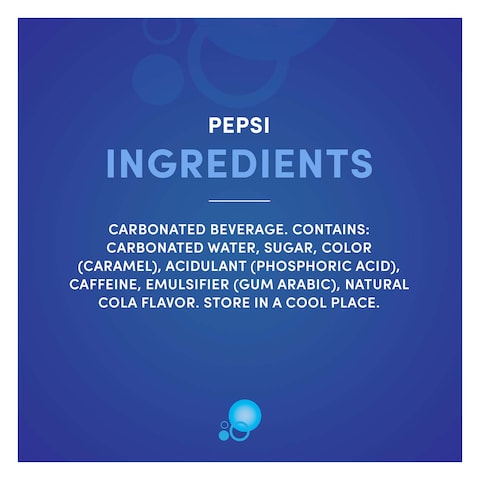 PEPSI
INGREDIENTS
CARBONATED BEVERAGE. CONTAINS:
CARBONATED WATER, SUGAR, COLOR
(CARAMEL), ACIDULANT (PHOSPHORIC ACID),
CAFFEINE, EMULSIFIER (GUM ARABIC), NATURAL
COLA FLAVOR. STORE IN A COOL PLACE.